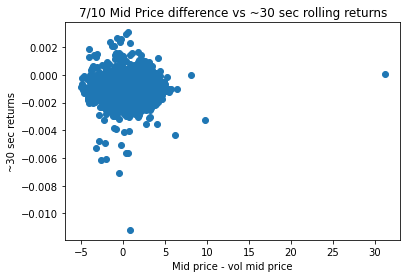 7/10 Mid Price difference vs ~30 sec rolling returns
~30 sec returns
0.002
0.000
−0.002
−0.004
−0.006
−0.008
−0.010
−5 0 5 10 15 20 25 30
Mid price - vol mid price